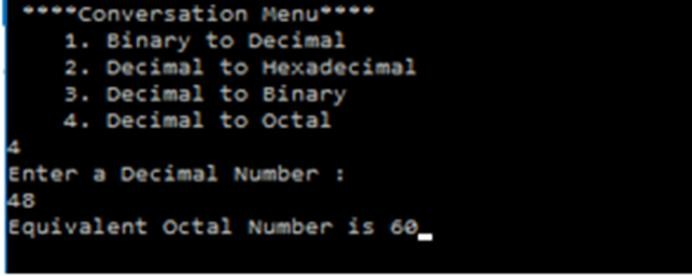 ****Conversation Menu****
1. Binary to Decimal
2. Decimal to Hexadecimal
3. Decimal to Binary
4. Decimal to Octal
4
Enter a Decimal Number :
48
Equivalent Octal Number is 60